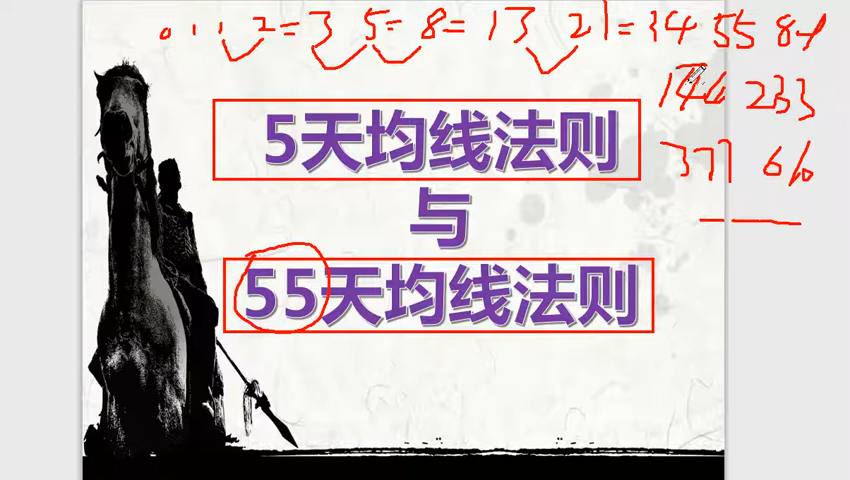 0 1 1 2 = 3 5 = 8 = 13 21 = 34 55 89
144 233
377 610
5天均线法则
与
55天均线法则